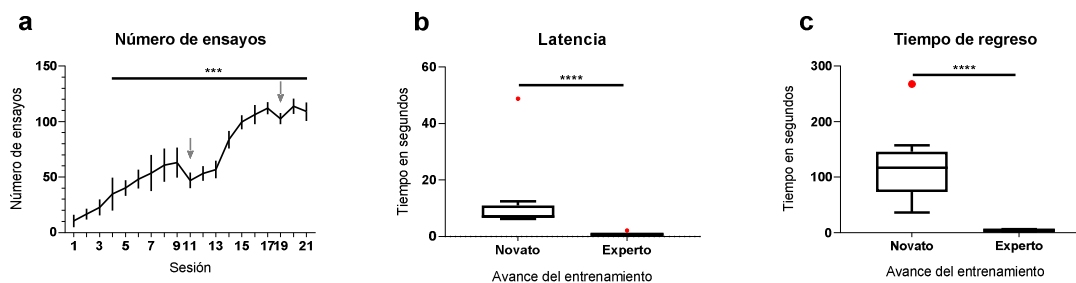 a
Número de ensayos
***
150
100
50
0
Número de ensayos
1 3 5 7 9 11 13 15 17 19 21
Sesión
b
Latencia
****
60
40
20
0
Tiempo en segundos
Novato Experto
Avance del entrenamiento
c
Tiempo de regreso
****
300
200
100
0
Tiempo en segundos
Novato Experto
Avance del entrenamiento